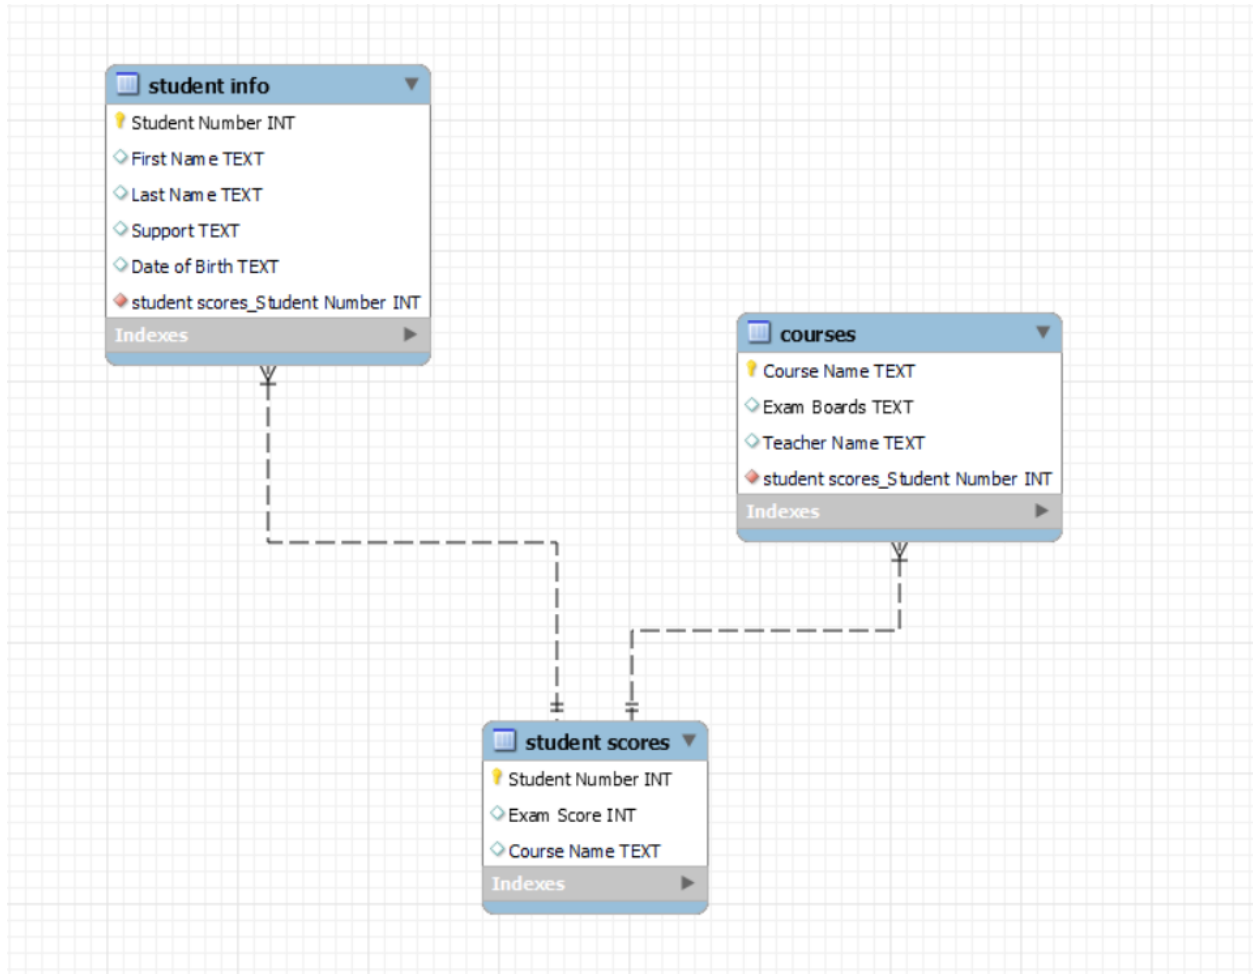 student info
Student Number INT
First Name TEXT
Last Name TEXT
Support TEXT
Date of Birth TEXT
student scores_Student Number INT
Indexes
courses
Course Name TEXT
Exam Boards TEXT
Teacher Name TEXT
student scores_Student Number INT
Indexes
student scores
Student Number INT
Exam Score INT
Course Name TEXT
Indexes